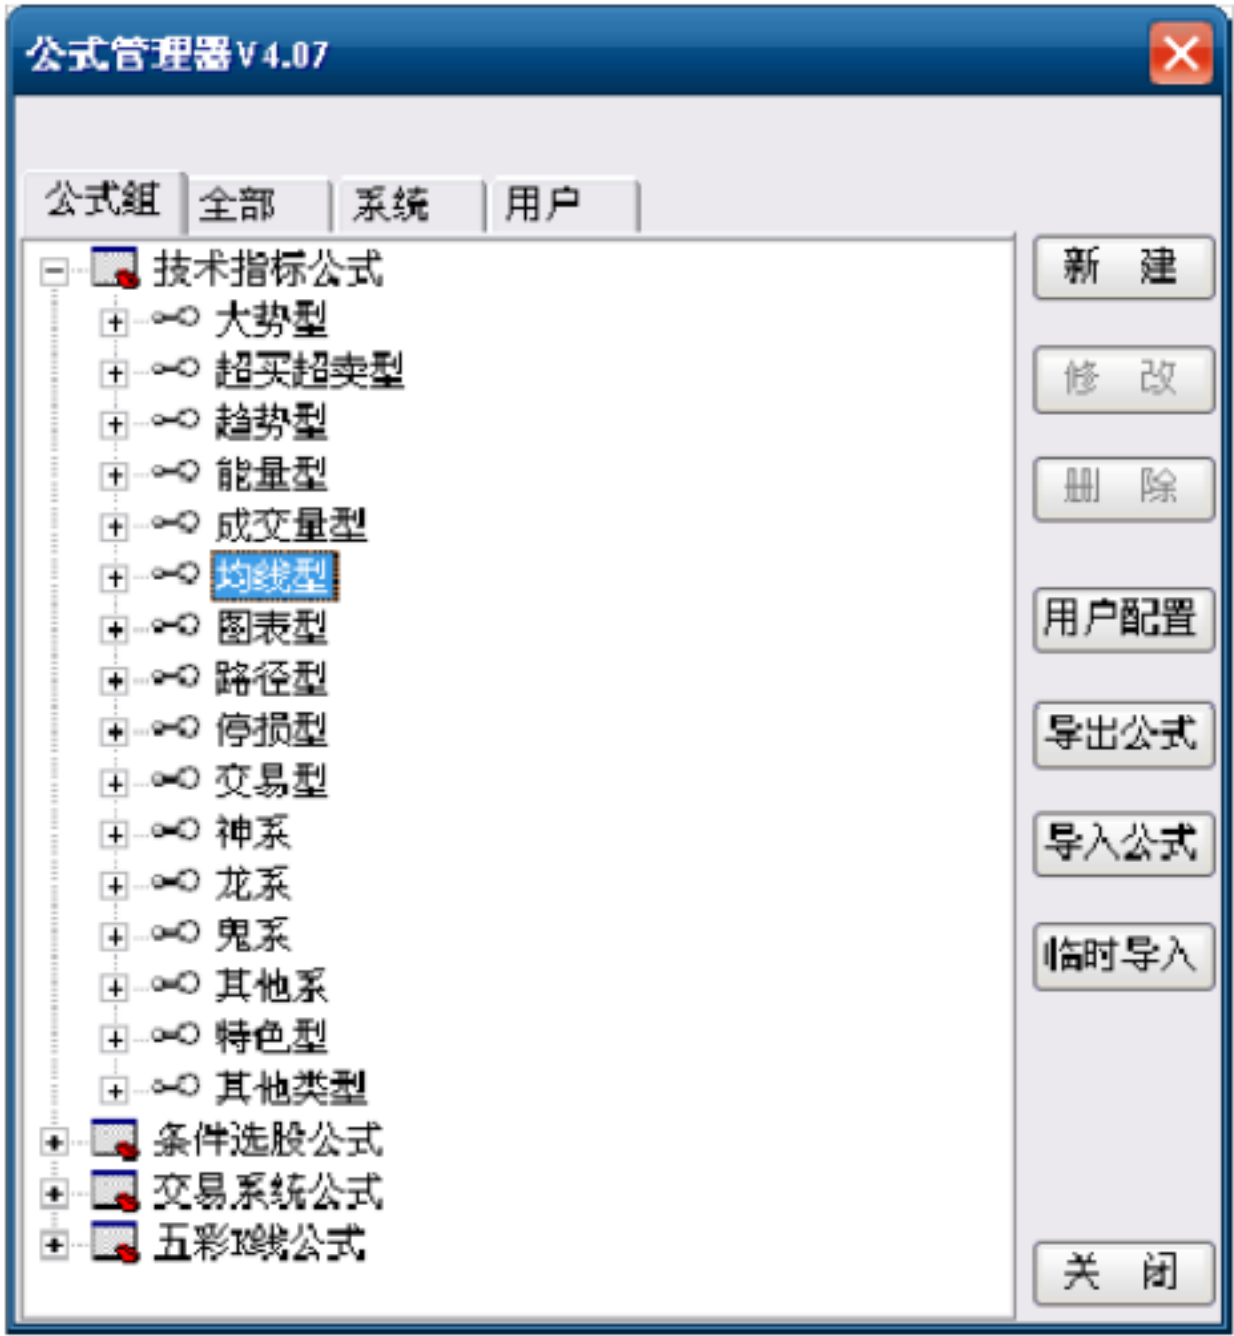 公式管理器V4.07
公式组 全部 系统 用户
技术指标公式
大势型
超买超卖型
趋势型
能量型
成交量型
均线型
图表型
路径型
停损型
交易型
神系
龙系
鬼系
其他系
特色型
其他类型
条件选股公式
交易系统公式
五彩K线公式
新 建
修 改
删 除
用户配置
导出公式
导入公式
临时导入
关 闭